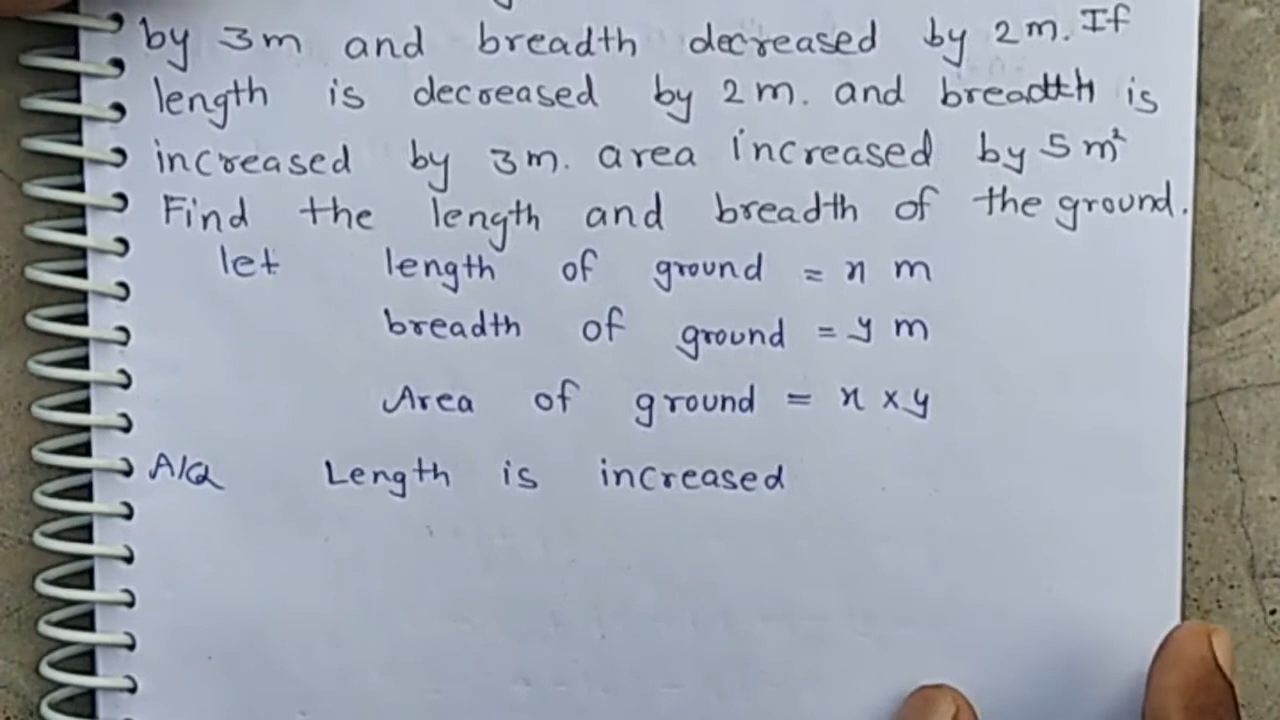 by 3m and breadth decreased by 2m. If
length is decreased by 2m. and breadth is
increased by 3m. area increased by 5m²
Find the length and breadth of the ground.
let length of ground = x m
breadth of ground = y m
Area of ground = x × y
A/Q Length is increased